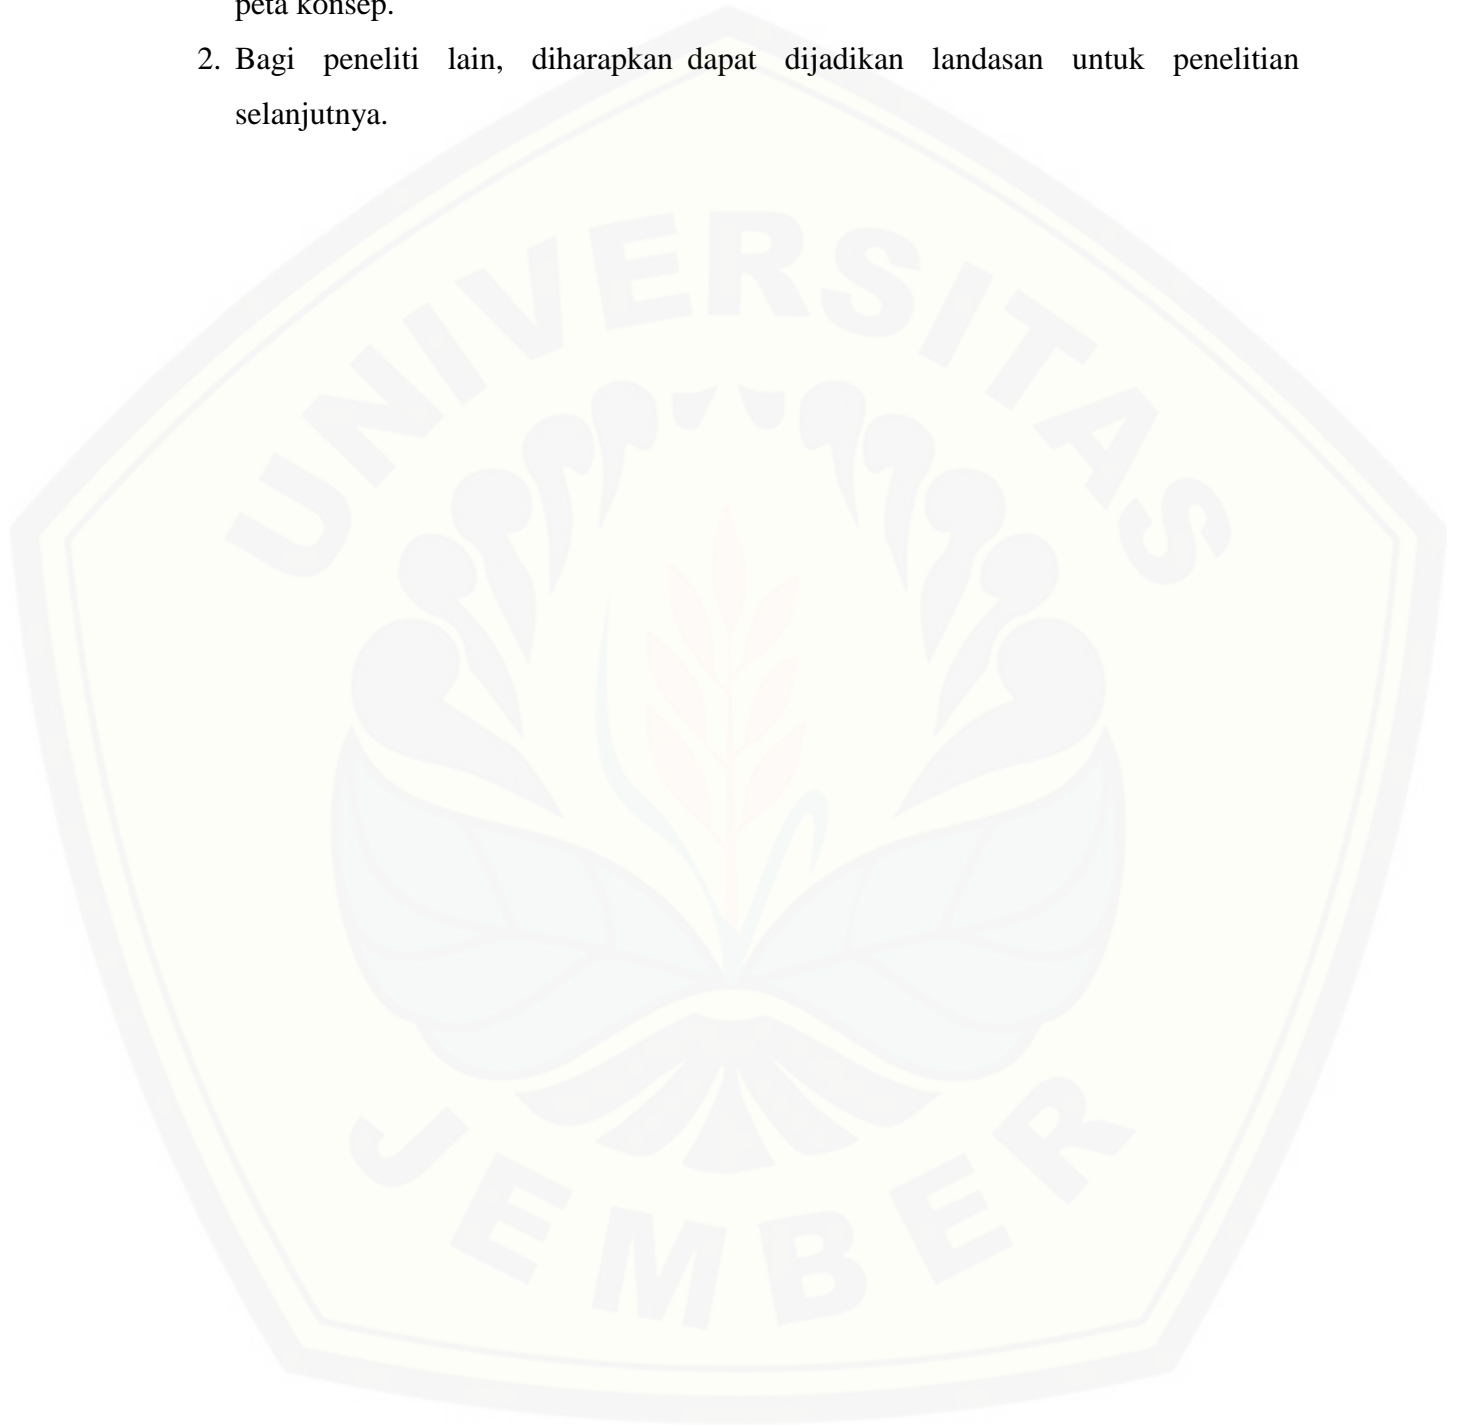 peta konsep.
2. Bagi peneliti lain, diharapkan dapat dijadikan landasan untuk penelitian
selanjutnya.
UNIVERSITAS
JEMBER